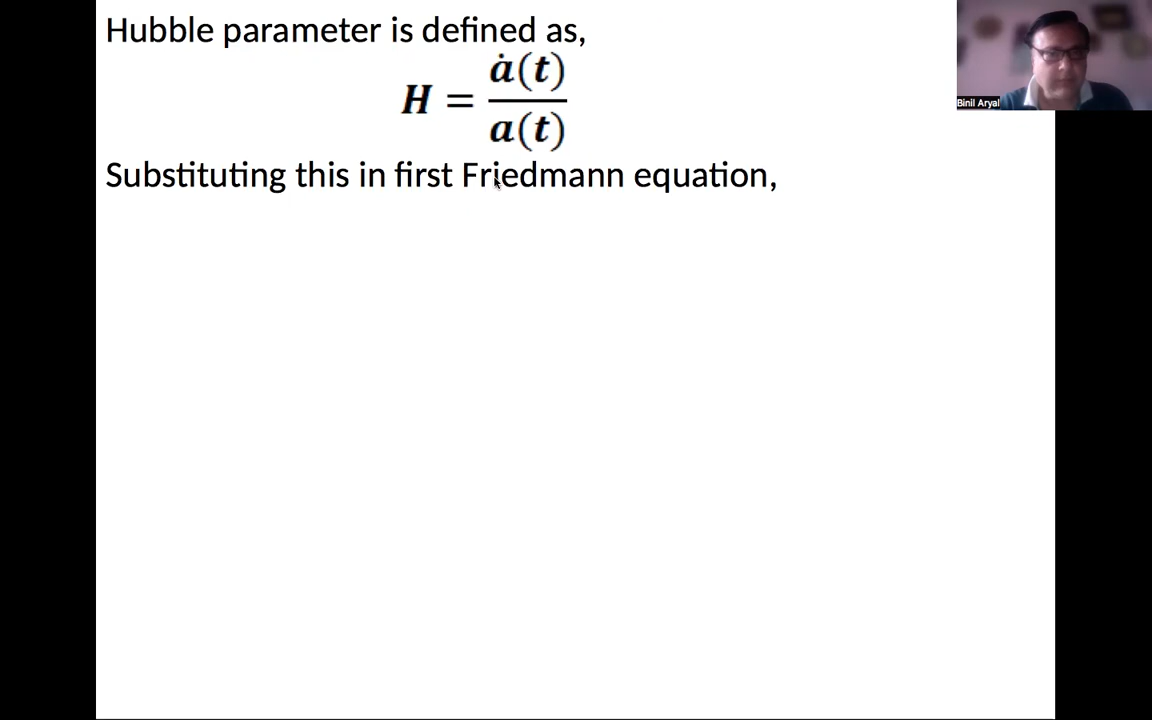 Hubble parameter is defined as,
H = ȧ(t)/a(t)
Substituting this in first Friedmann equation,
Binil Aryal